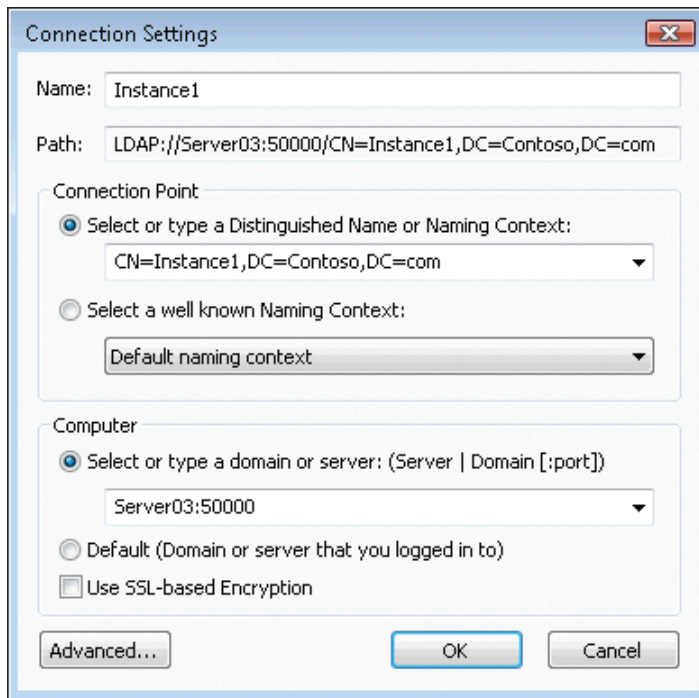 Connection Settings
Name: Instance1
Path: LDAP://Server03:50000/CN=Instance1,DC=Contoso,DC=com
Connection Point
Select or type a Distinguished Name or Naming Context:
CN=Instance1,DC=Contoso,DC=com
Select a well known Naming Context:
Default naming context
Computer
Select or type a domain or server: (Server | Domain [:port])
Server03:50000
Default (Domain or server that you logged in to)
Use SSL-based Encryption
Advanced... OK Cancel